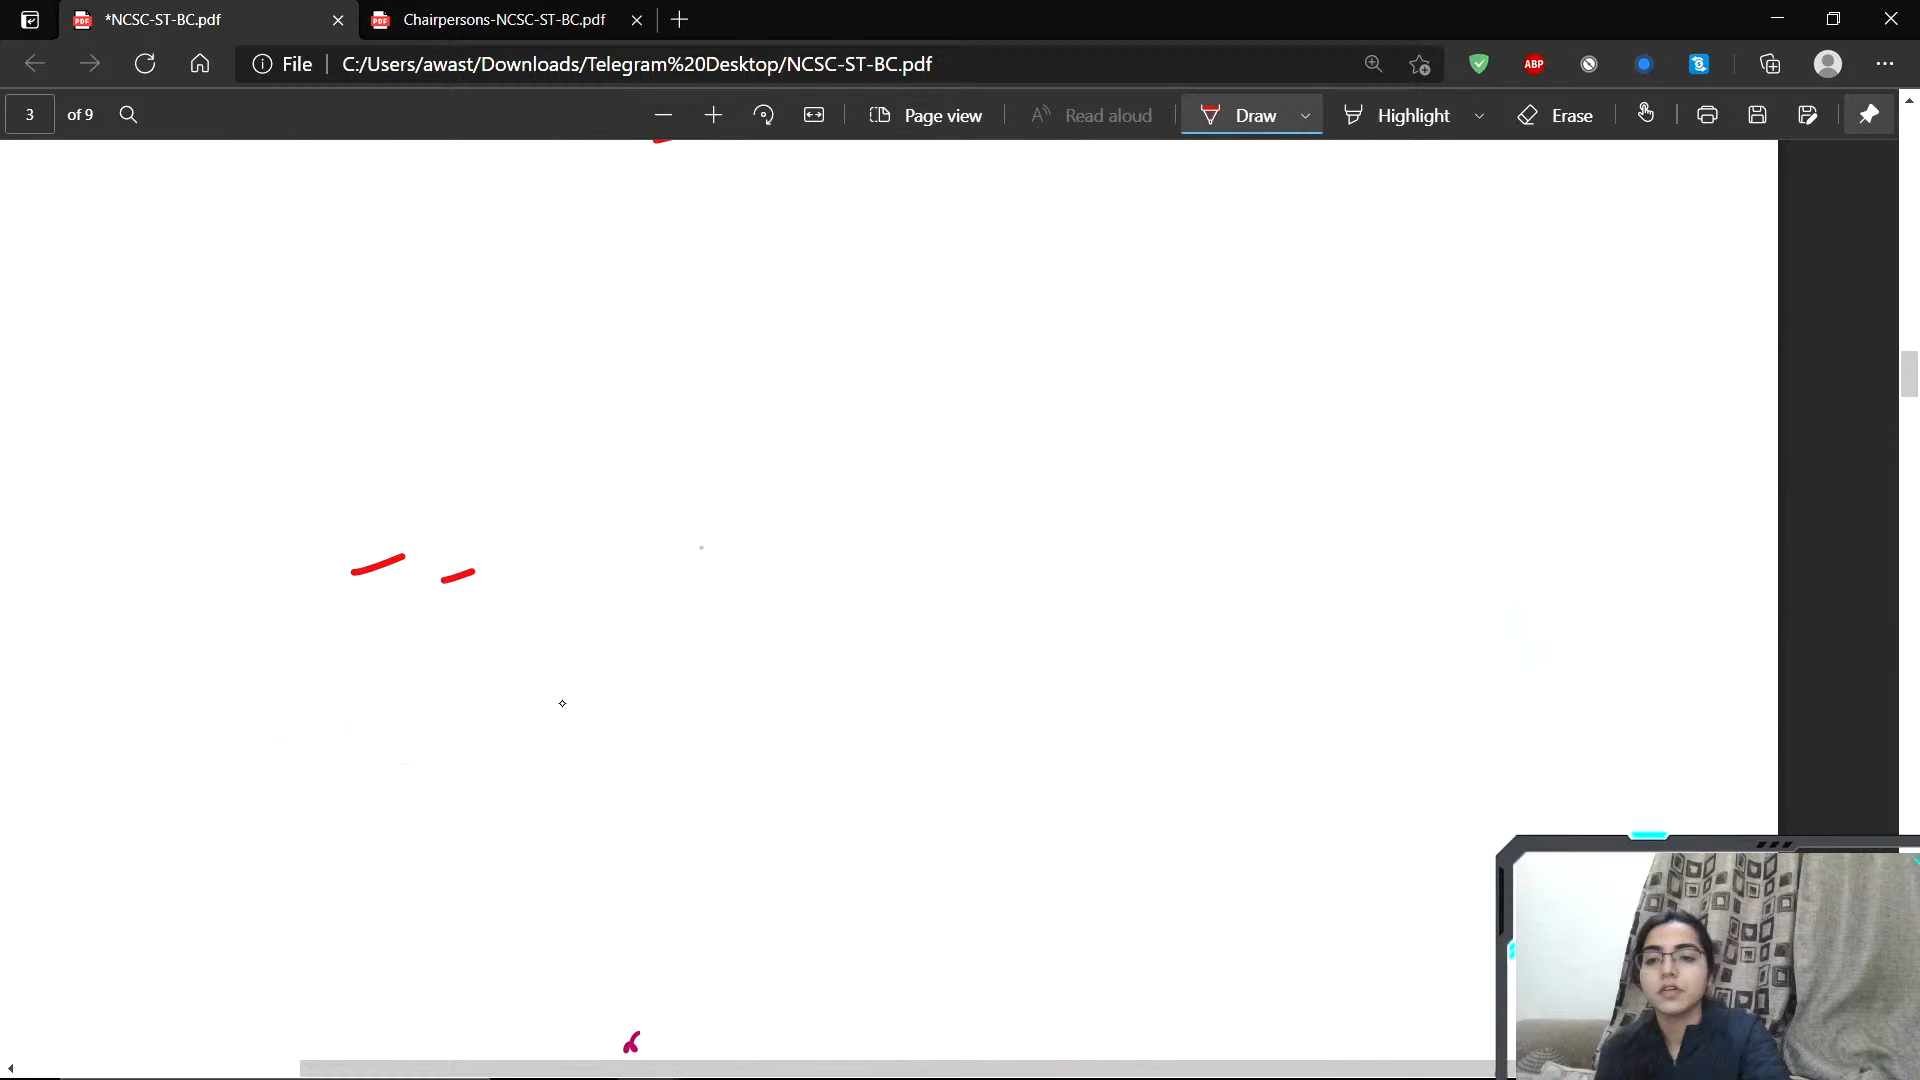 *NCSC-ST-BC.pdf
Chairpersons-NCSC-ST-BC.pdf
File
C:/Users/awast/Downloads/Telegram%20Desktop/NCSC-ST-BC.pdf
ABP
3 of 9
Page view
Read aloud
Draw
Highlight
Erase